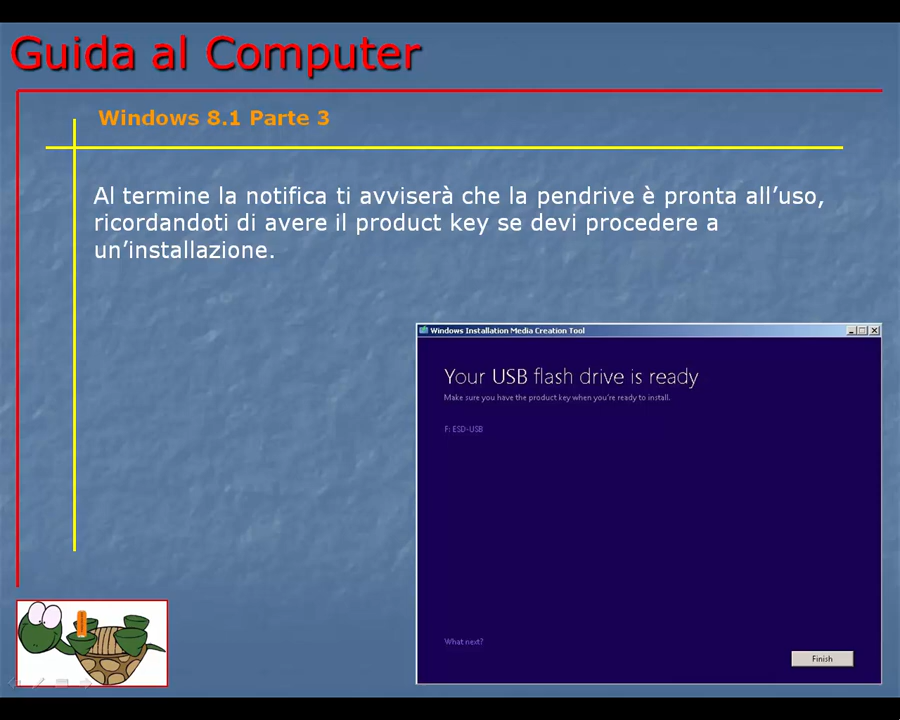 Guida al Computer
Windows 8.1 Parte 3
Al termine la notifica ti avviserà che la pendrive è pronta all’uso,
ricordandoti di avere il product key se devi procedere a
un’installazione.
Windows Installation Media Creation Tool
Your USB flash drive is ready
Make sure you have the product key when you're ready to install.
F: ESD-USB
What next?
Finish